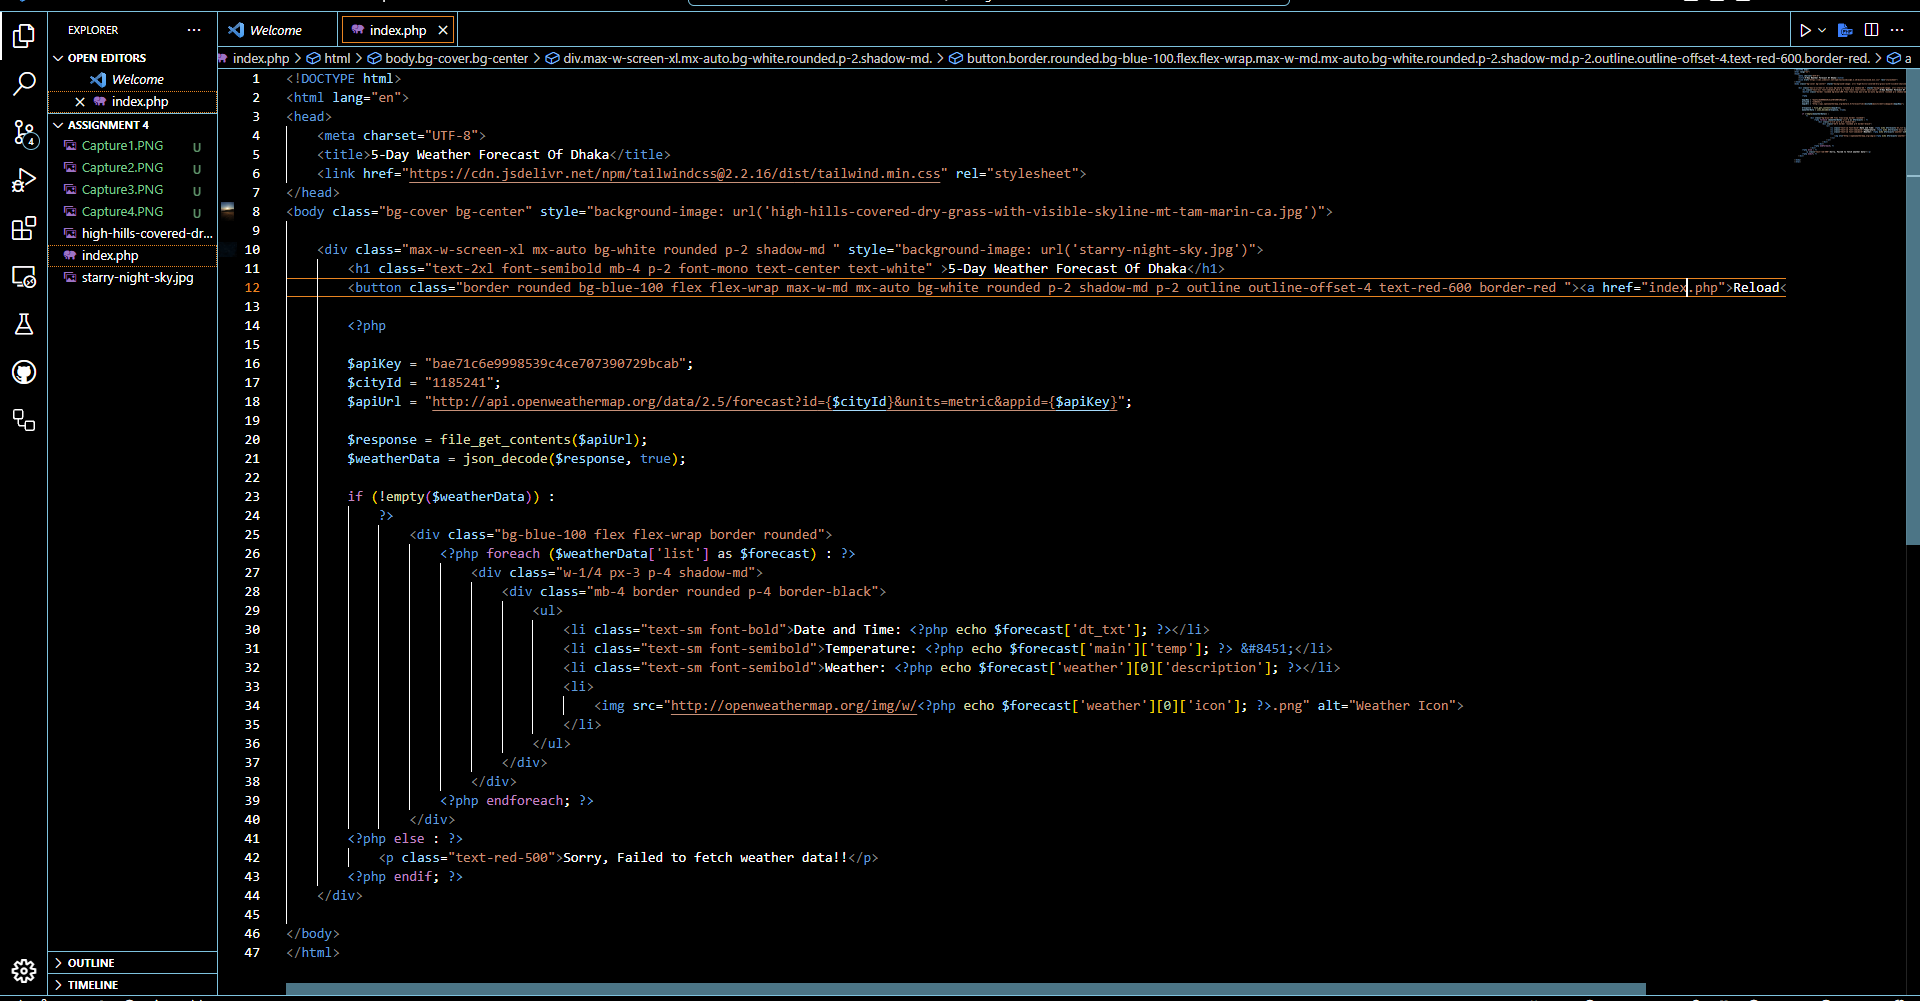 EXPLORER
···
Welcome
index.php
OPEN EDITORS
Welcome
index.php
ASSIGNMENT 4
Capture1.PNG U
Capture2.PNG U
Capture3.PNG U
Capture4.PNG U
high-hills-covered-dr...
index.php
starry-night-sky.jpg
OUTLINE
TIMELINE
4
index.php > html > body.bg-cover.bg-center > div.max-w-screen-xl.mx-auto.bg-white.rounded.p-2.shadow-md. > button.border.rounded.bg-blue-100.flex.flex-wrap.max-w-md.mx-auto.bg-white.rounded.p-2.shadow-md.p-2.outline.outline-offset-4.text-red-600.border-red. > a
1 <!DOCTYPE html>
2 <html lang="en">
3 <head>
4 <meta charset="UTF-8">
5 <title>5-Day Weather Forecast Of Dhaka</title>
6 <link href="https://cdn.jsdelivr.net/npm/tailwindcss@2.2.16/dist/tailwind.min.css" rel="stylesheet">
7 </head>
8 <body class="bg-cover bg-center" style="background-image: url('high-hills-covered-dry-grass-with-visible-skyline-mt-tam-marin-ca.jpg')">
9
10 <div class="max-w-screen-xl mx-auto bg-white rounded p-2 shadow-md " style="background-image: url('starry-night-sky.jpg')">
11 <h1 class="text-2xl font-semibold mb-4 p-2 font-mono text-center text-white" >5-Day Weather Forecast Of Dhaka</h1>
12 <button class="border rounded bg-blue-100 flex flex-wrap max-w-md mx-auto bg-white rounded p-2 shadow-md p-2 outline outline-offset-4 text-red-600 border-red "><a href="index.php">Reload<
13
14 <?php
15
16 $apiKey = "bae71c6e9998539c4ce707390729bcab";
17 $cityId = "1185241";
18 $apiUrl = "http://api.openweathermap.org/data/2.5/forecast?id={$cityId}&units=metric&appid={$apiKey}";
19
20 $response = file_get_contents($apiUrl);
21 $weatherData = json_decode($response, true);
22
23 if (!empty($weatherData)) :
24 ?>
25 <div class="bg-blue-100 flex flex-wrap border rounded">
26 <?php foreach ($weatherData['list'] as $forecast) : ?>
27 <div class="w-1/4 px-3 p-4 shadow-md">
28 <div class="mb-4 border rounded p-4 border-black">
29 <ul>
30 <li class="text-sm font-bold">Date and Time: <?php echo $forecast['dt_txt']; ?></li>
31 <li class="text-sm font-semibold">Temperature: <?php echo $forecast['main']['temp']; ?> &#8451;</li>
32 <li class="text-sm font-semibold">Weather: <?php echo $forecast['weather'][0]['description']; ?></li>
33 <li>
34 <img src="http://openweathermap.org/img/w/<?php echo $forecast['weather'][0]['icon']; ?>.png" alt="Weather Icon">
35 </li>
36 </ul>
37 </div>
38 </div>
39 <?php endforeach; ?>
40 </div>
41 <?php else : ?>
42 <p class="text-red-500">Sorry, Failed to fetch weather data!!</p>
43 <?php endif; ?>
44 </div>
45
46 </body>
47 </html>